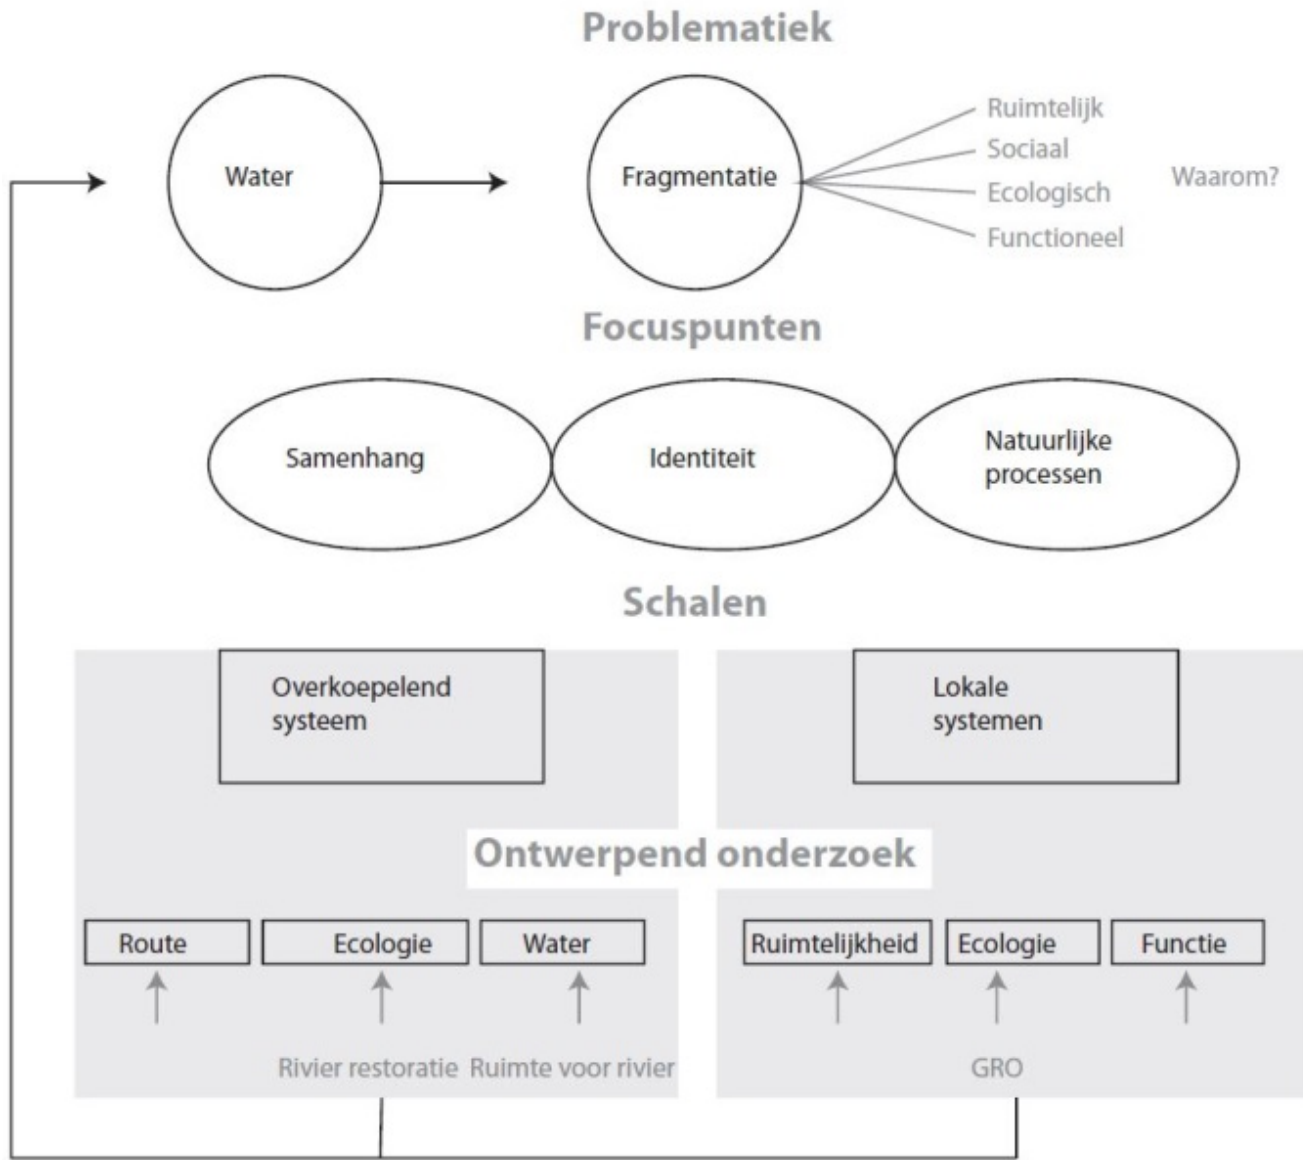 Problematiek
Water
Fragmentatie
Ruimtelijk
Sociaal
Ecologisch
Functioneel
Waarom?
Focuspunten
Samenhang
Identiteit
Natuurlijke
processen
Schalen
Overkoepelend
systeem
Lokale
systemen
Ontwerpend onderzoek
Route
Ecologie
Water
Ruimtelijkheid
Ecologie
Functie
Rivier restoratie
Ruimte voor rivier
GRO